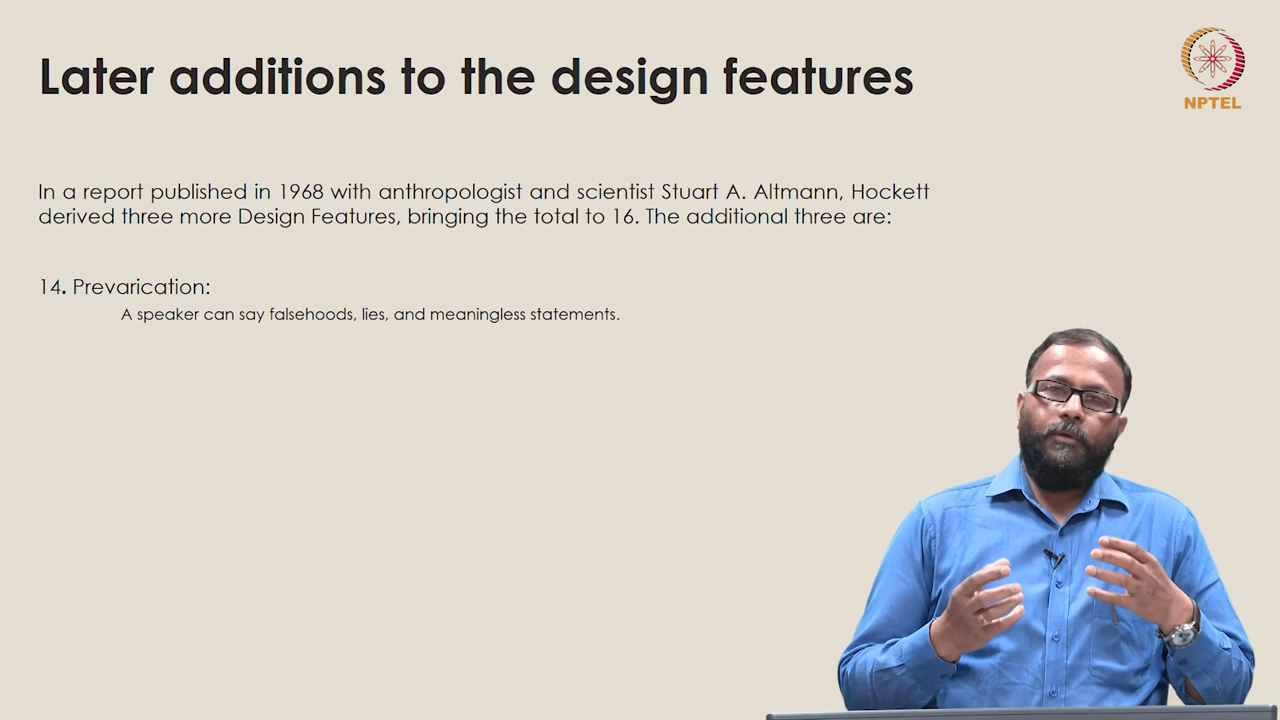 Later additions to the design features
NPTEL
In a report published in 1968 with anthropologist and scientist Stuart A. Altmann, Hockett
derived three more Design Features, bringing the total to 16. The additional three are:
14. Prevarication:
A speaker can say falsehoods, lies, and meaningless statements.